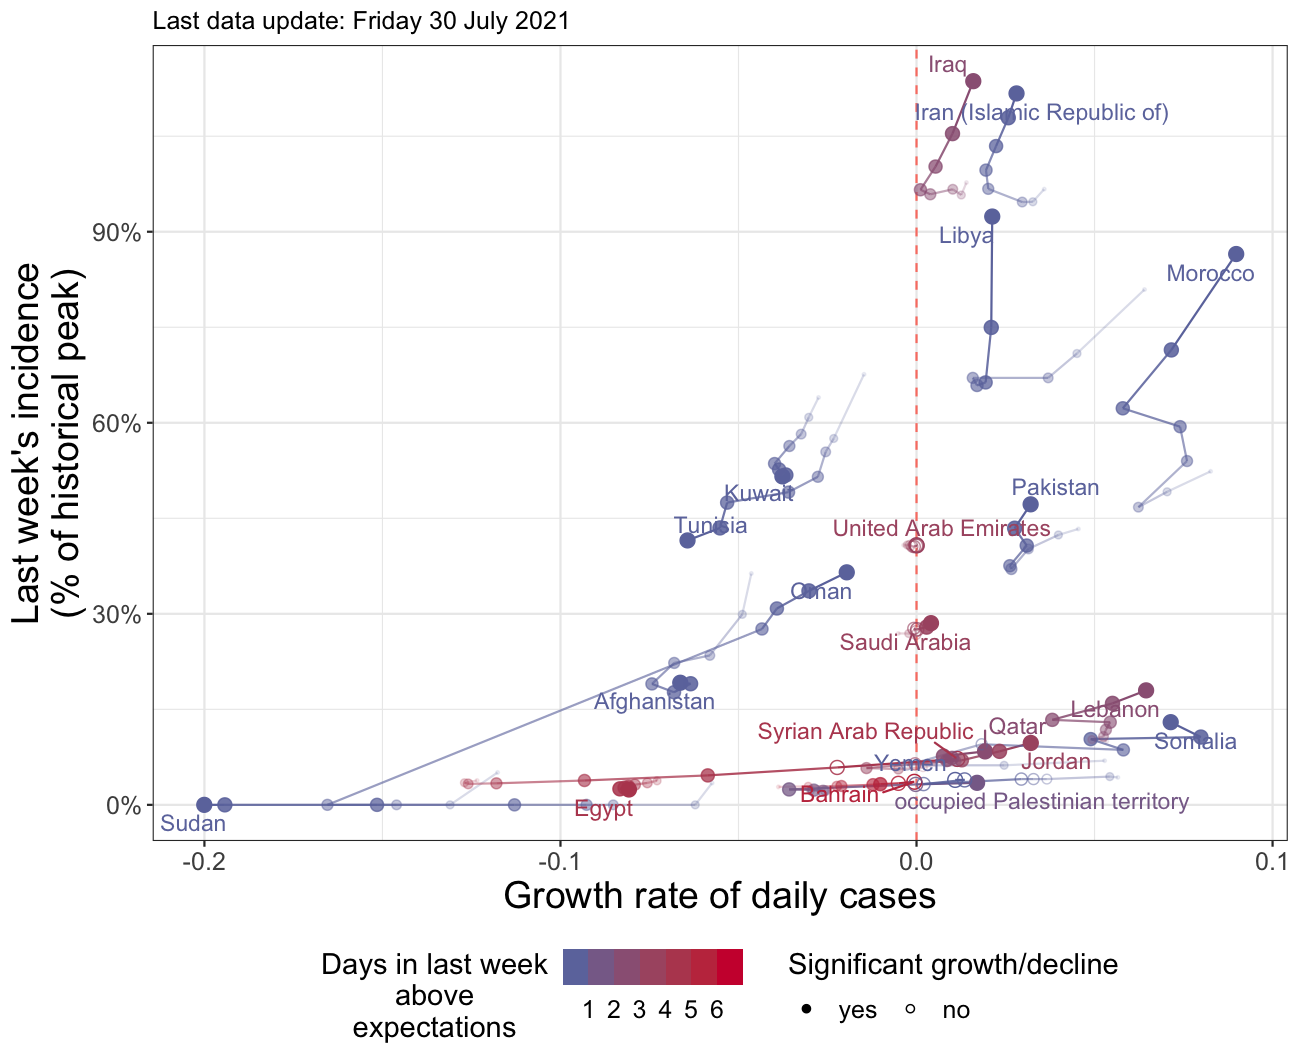 Last data update: Friday 30 July 2021
Last week's incidence
(% of historical peak)
90%
60%
30%
0%
Iraq
Iran (Islamic Republic of)
Libya
Morocco
Kuwait
Tunisia
Pakistan
United Arab Emirates
Oman
Saudi Arabia
Afghanistan
Lebanon
Syrian Arab Republic
Qatar
Somalia
Yemen
Jordan
Bahrain
occupied Palestinian territory
Egypt
Sudan
-0.2
-0.1
0.0
0.1
Growth rate of daily cases
Days in last week
above
expectations
1 2 3 4 5 6
Significant growth/decline
yes
no